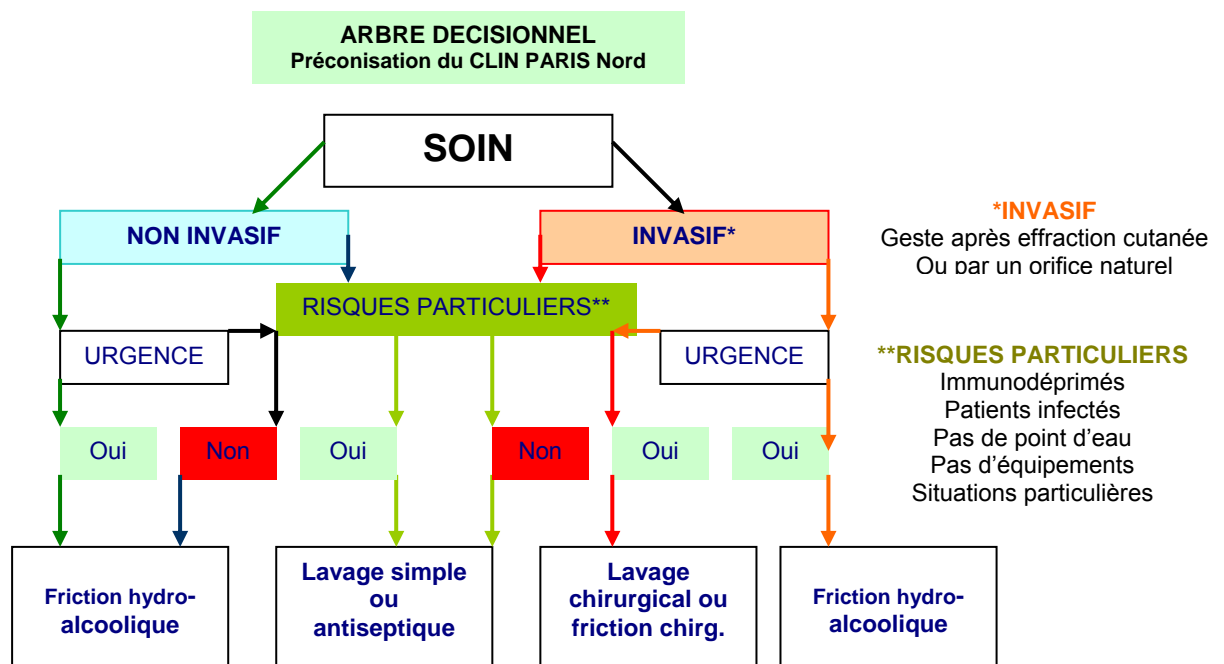 ARBRE DECISIONNEL
Préconisation du CLIN PARIS Nord
SOIN
NON INVASIF
INVASIF*
*INVASIF
Geste après effraction cutanée
Ou par un orifice naturel
RISQUES PARTICULIERS**
URGENCE
URGENCE
**RISQUES PARTICULIERS
Immunodéprimés
Patients infectés
Pas de point d'eau
Pas d'équipements
Situations particulières
Oui
Non
Oui
Non
Oui
Oui
Friction hydro-
alcoolique
Lavage simple
ou
antiseptique
Lavage
chirurgical ou
friction chirg.
Friction hydro-
alcoolique